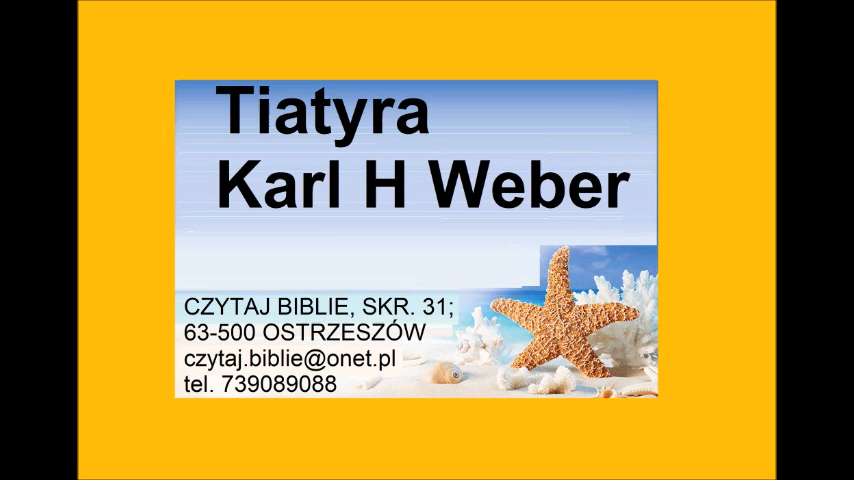 Tiatyra
Karl H Weber
CZYTAJ BIBLIE, SKR. 31;
63-500 OSTRZESZÓW
czytaj.biblie@onet.pl
tel. 739089088